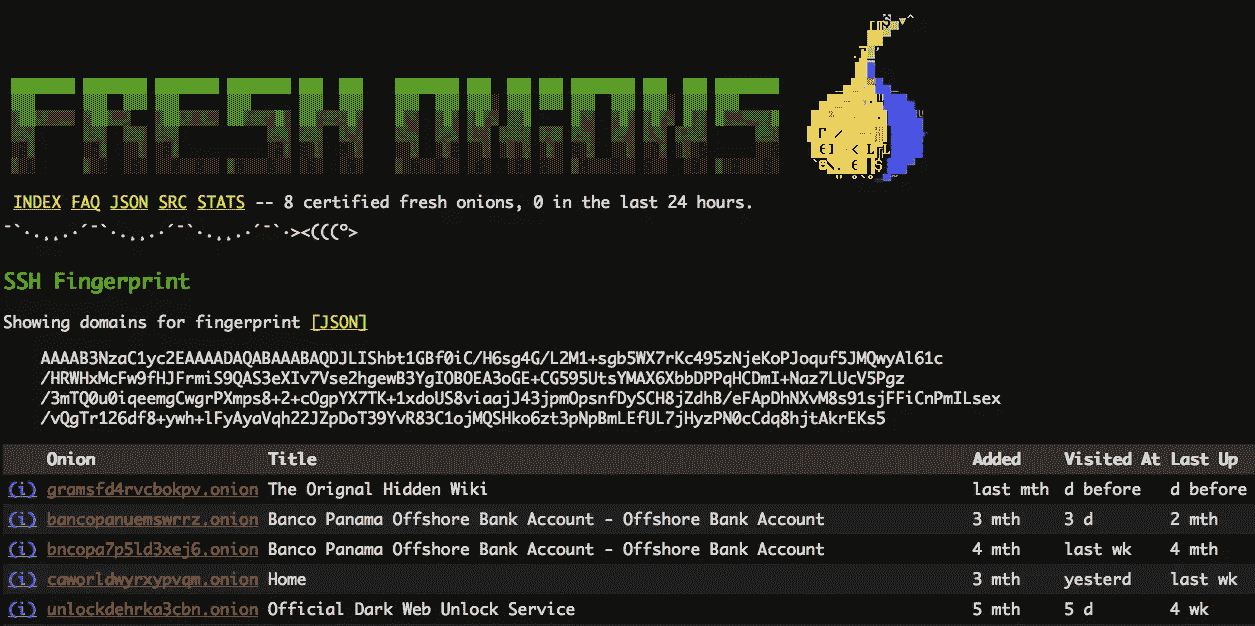 FRESH ONIONS
INDEX FAQ JSON SRC STATS -- 8 certified fresh onions, 0 in the last 24 hours.
¯`·.¸¸.·´¯`·.¸¸.·´¯`·.¸¸.·´¯`·><(((º>
SSH Fingerprint
Showing domains for fingerprint [JSON]
AAAAB3NzaC1yc2EAAAADAQABAAABAQDJLIShbt1GBf0iC/H6sg4G/L2M1+sgb5WX7rKc495zNjeKoPJoquf5JMQwyAl61c
/HRWHxMcFw9fHJFrmiS9QAS3eXIv7Vse2hgewB3YgIOBOEA3oGE+CG595UtsYMAX6XbbDPPqHCDmI+Naz7LUcV5Pgz
/3mTQ0u0iqeemgCwgrPXmps8+2+cOgpYX7TK+1xdoUS8viaajJ43jpmOpsnfDySCH8jZdhB/eFApDhNXvM8s91sjFFiCnPmILsex
/vQgTr126df8+ywh+lFyAyaVqh22JZpDoT39YvR83C1ojMQSHko6zt3pNpBmLEfUL7jHyzPN0cCdq8hjtAkrEKs5
Onion Title Added Visited At Last Up
(i) gramsfd4rvcbokpv.onion The Orignal Hidden Wiki last mth d before d before
(i) bancopanuemswrrz.onion Banco Panama Offshore Bank Account - Offshore Bank Account 3 mth 3 d 2 mth
(i) bncopa7p5ld3xej6.onion Banco Panama Offshore Bank Account - Offshore Bank Account 4 mth last wk 4 mth
(i) caworldwyrxypvqm.onion Home 3 mth yesterd last wk
(i) unlockdehrka3cbn.onion Official Dark Web Unlock Service 5 mth 5 d 4 wk